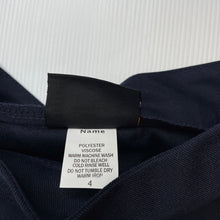 Name
POLYESTER
VISCOSE
WARM MACHINE WASH
DO NOT BLEACH
COLD RINSE WELL
DO NOT TUMBLE DRY
WARM IRON
4